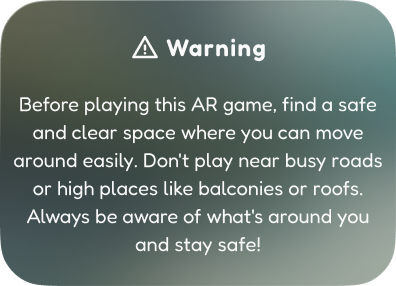 Warning
Before playing this AR game, find a safe
and clear space where you can move
around easily. Don't play near busy roads
or high places like balconies or roofs.
Always be aware of what's around you
and stay safe!